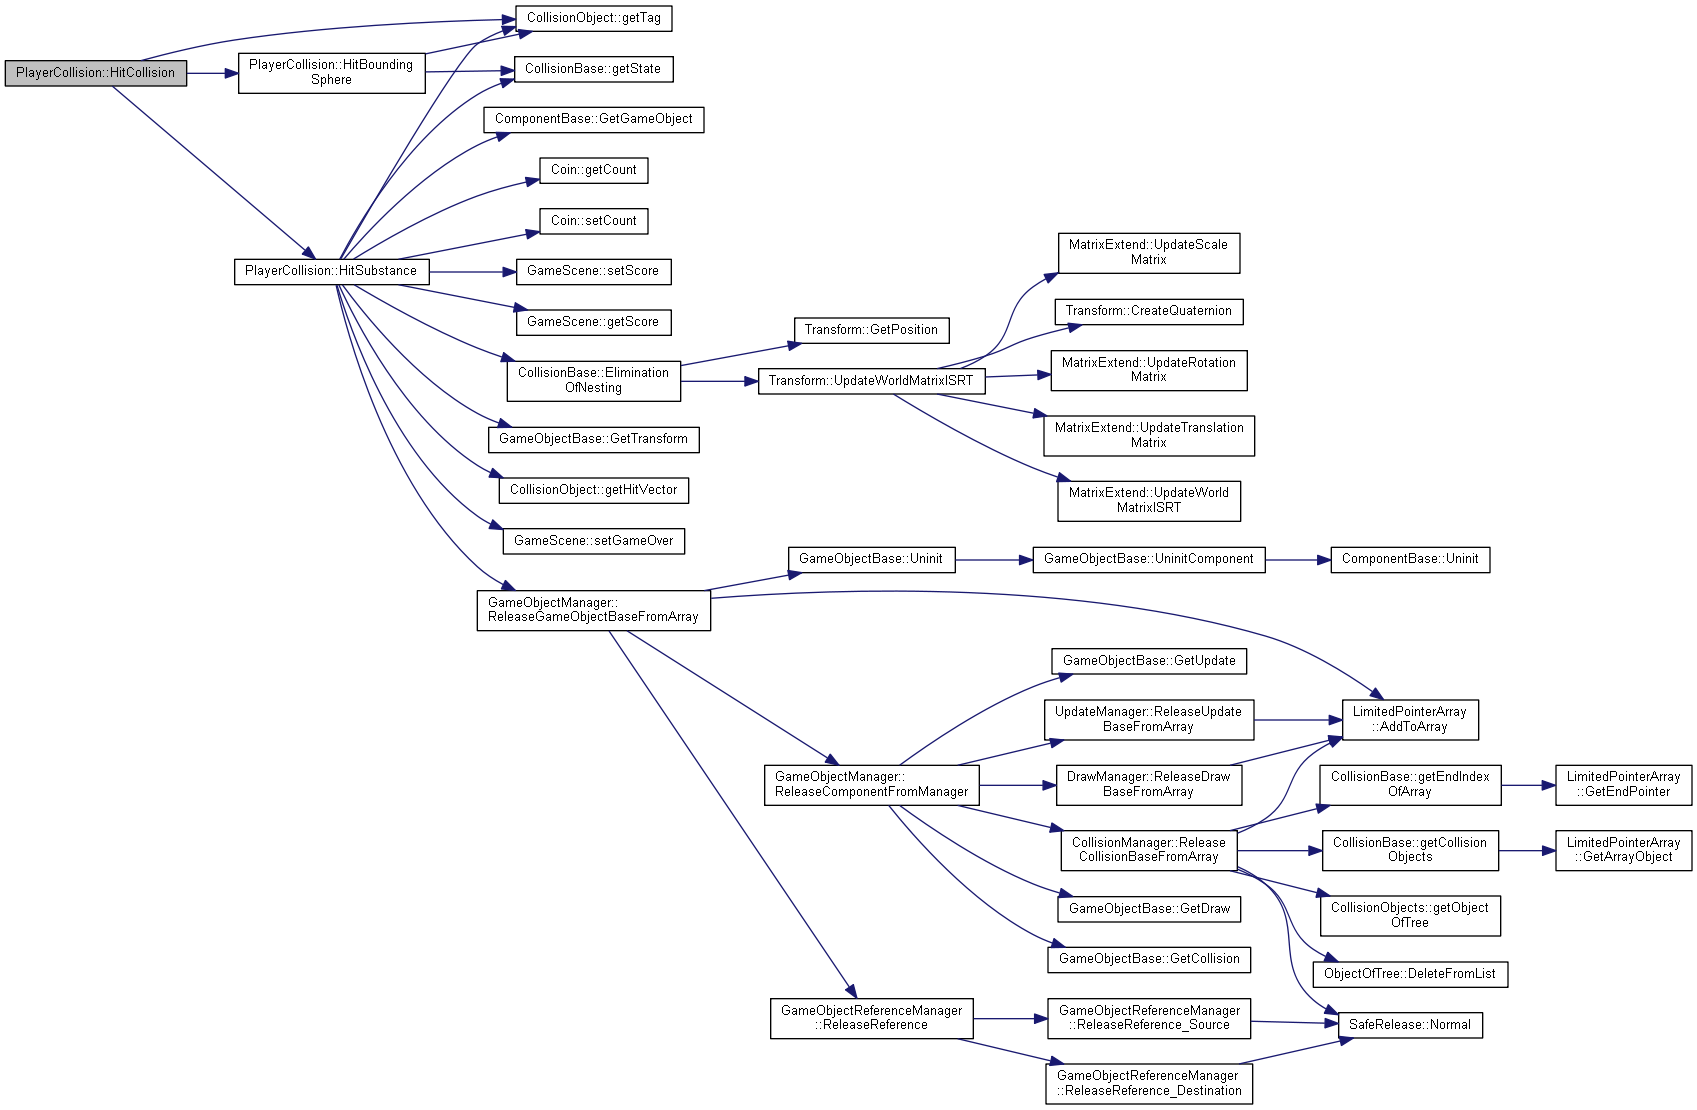 CollisionObject::getTag
PlayerCollision::HitCollision
PlayerCollision::HitBounding
Sphere
CollisionBase::getState
ComponentBase::GetGameObject
Coin::getCount
Coin::setCount
PlayerCollision::HitSubstance
GameScene::setScore
GameScene::getScore
CollisionBase::Elimination
OfNesting
GameObjectBase::GetTransform
CollisionObject::getHitVector
GameScene::setGameOver
GameObjectManager::
ReleaseGameObjectBaseFromArray
Transform::GetPosition
Transform::UpdateWorldMatrixISRT
MatrixExtend::UpdateScale
Matrix
Transform::CreateQuaternion
MatrixExtend::UpdateRotation
Matrix
MatrixExtend::UpdateTranslation
Matrix
MatrixExtend::UpdateWorld
MatrixISRT
GameObjectBase::Uninit
GameObjectBase::UninitComponent
ComponentBase::Uninit
GameObjectManager::
ReleaseComponentFromManager
GameObjectBase::GetUpdate
UpdateManager::ReleaseUpdate
BaseFromArray
DrawManager::ReleaseDraw
BaseFromArray
CollisionManager::Release
CollisionBaseFromArray
GameObjectBase::GetDraw
GameObjectBase::GetCollision
LimitedPointerArray
::AddToArray
CollisionBase::getEndIndex
OfArray
LimitedPointerArray
::GetEndPointer
CollisionBase::getCollision
Objects
LimitedPointerArray
::GetArrayObject
CollisionObjects::getObject
OfTree
ObjectOfTree::DeleteFromList
SafeRelease::Normal
GameObjectReferenceManager
::ReleaseReference
GameObjectReferenceManager
::ReleaseReference_Source
GameObjectReferenceManager
::ReleaseReference_Destination